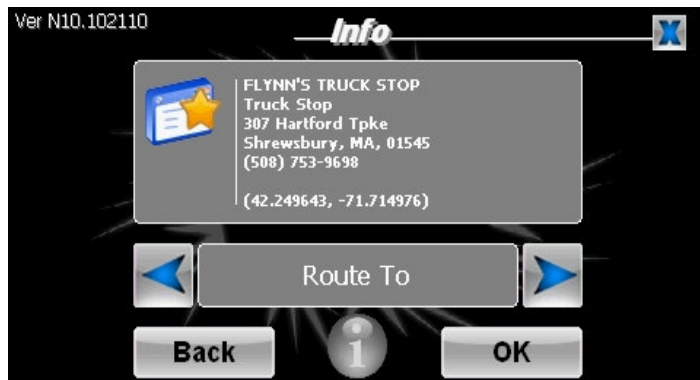 Ver N10.102110
Info
X
FLYNN'S TRUCK STOP
Truck Stop
307 Hartford Tpke
Shrewsbury, MA, 01545
(508) 753-9698
(42.249643, -71.714976)
Route To
Back
i
OK